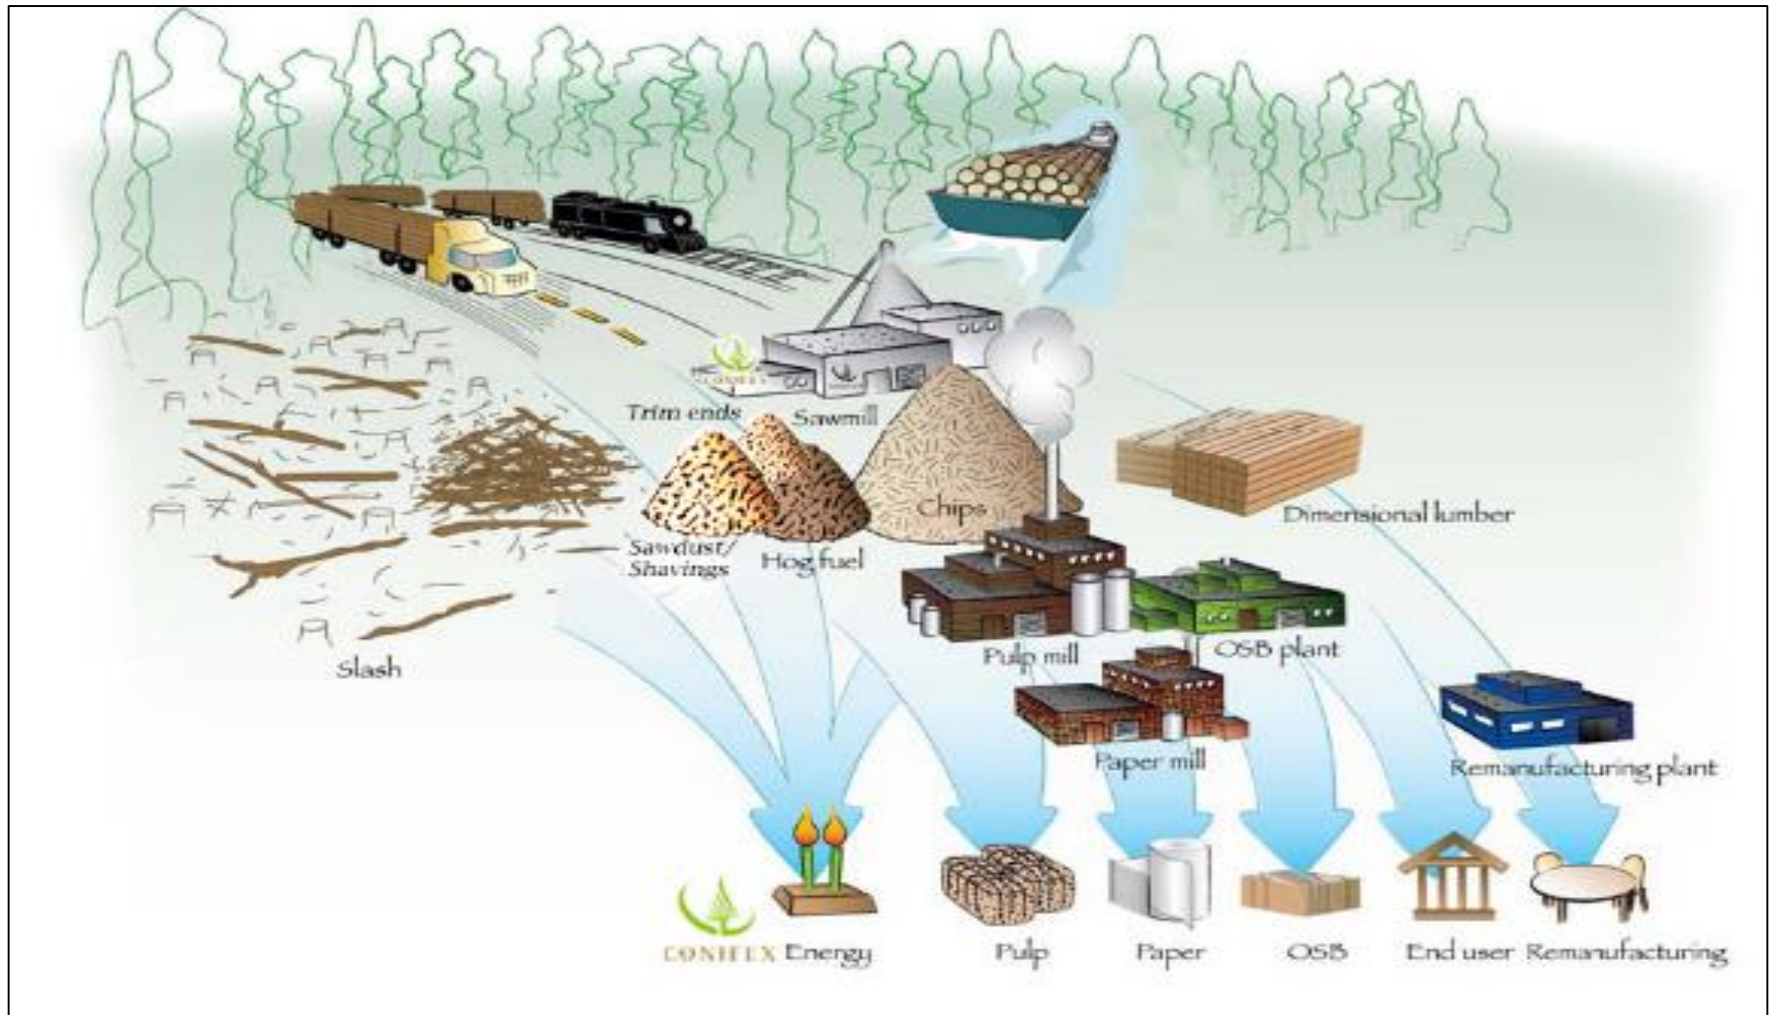 CONIFEX
Trim ends
Sawmill
Chips
Dimensional lumber
Sawdust/
Shavings
Hog fuel
Slash
Pulp mill
OSB plant
Paper mill
Remanufacturing plant
CONIFEX Energy
Pulp
Paper
OSB
End user
Remanufacturing